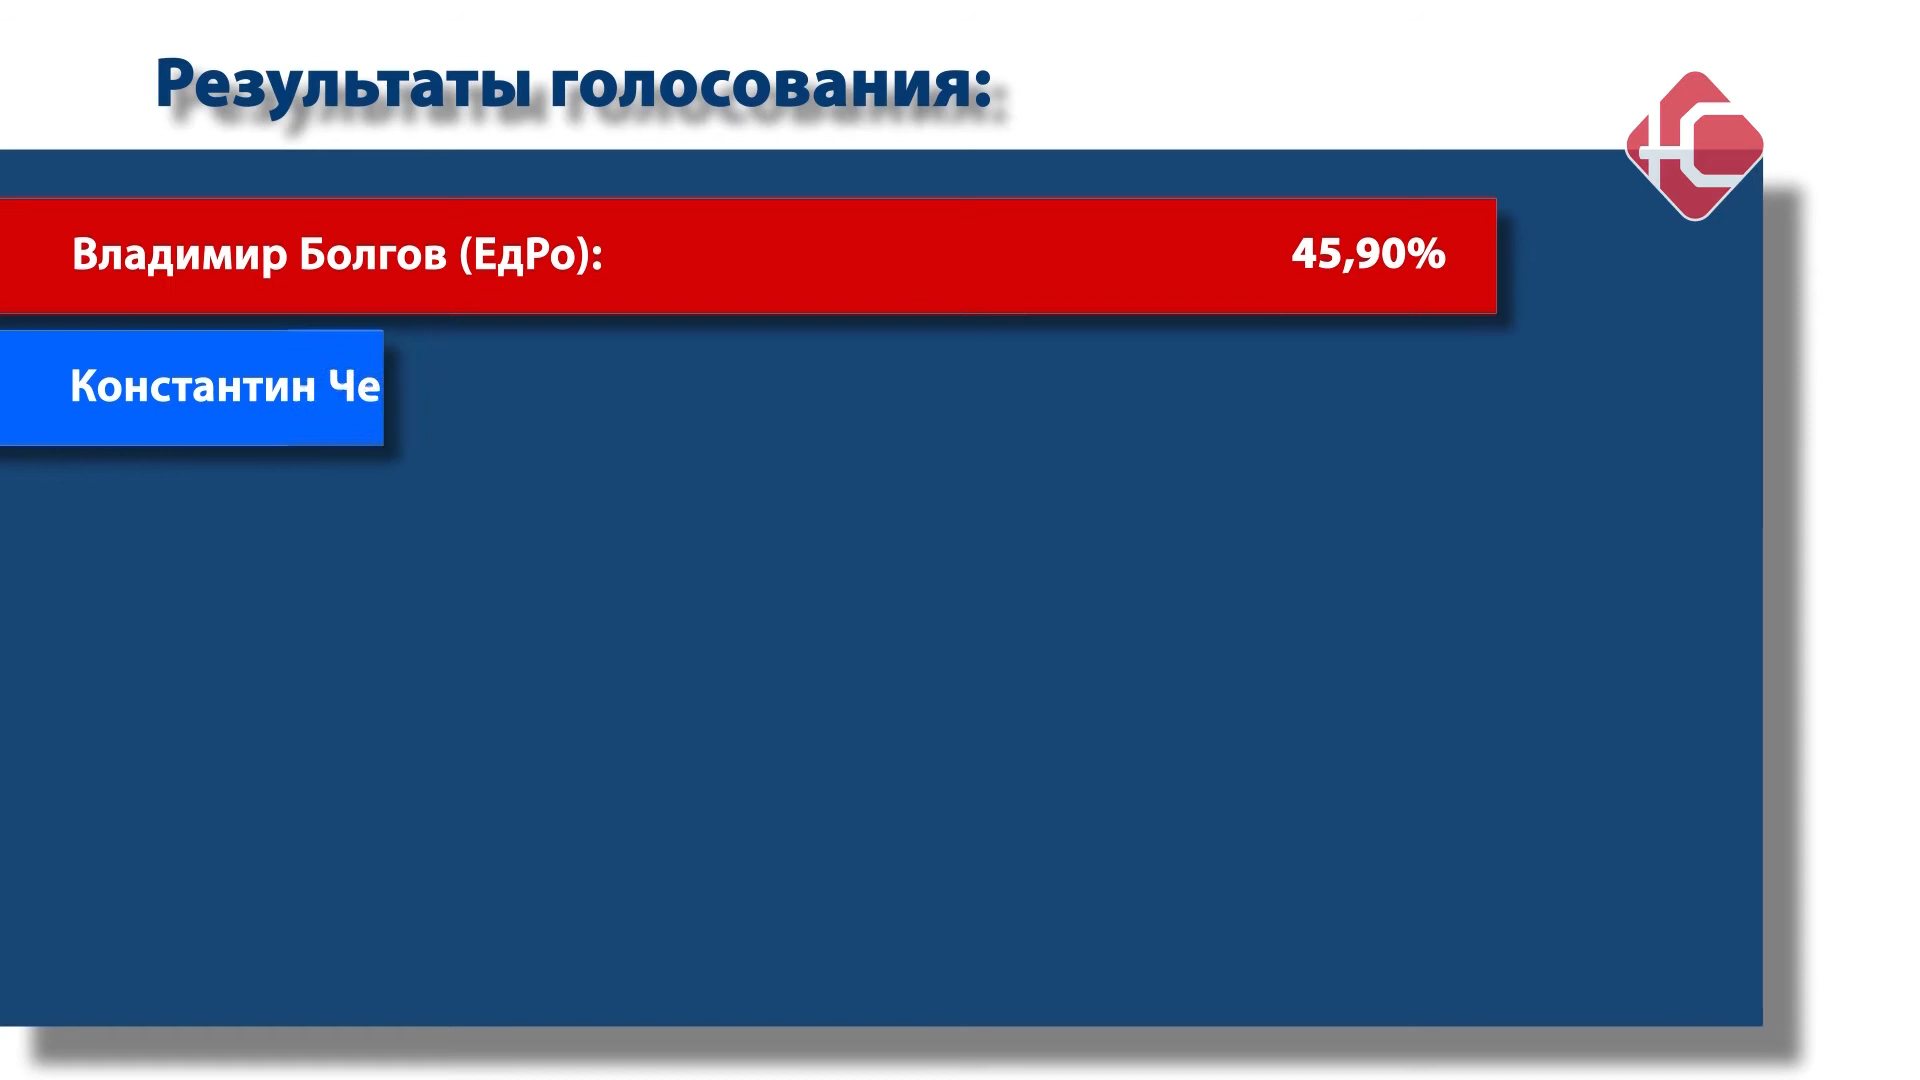 Результаты голосования:
Владимир Болгов (ЕдРо): 45,90%
Константин Че